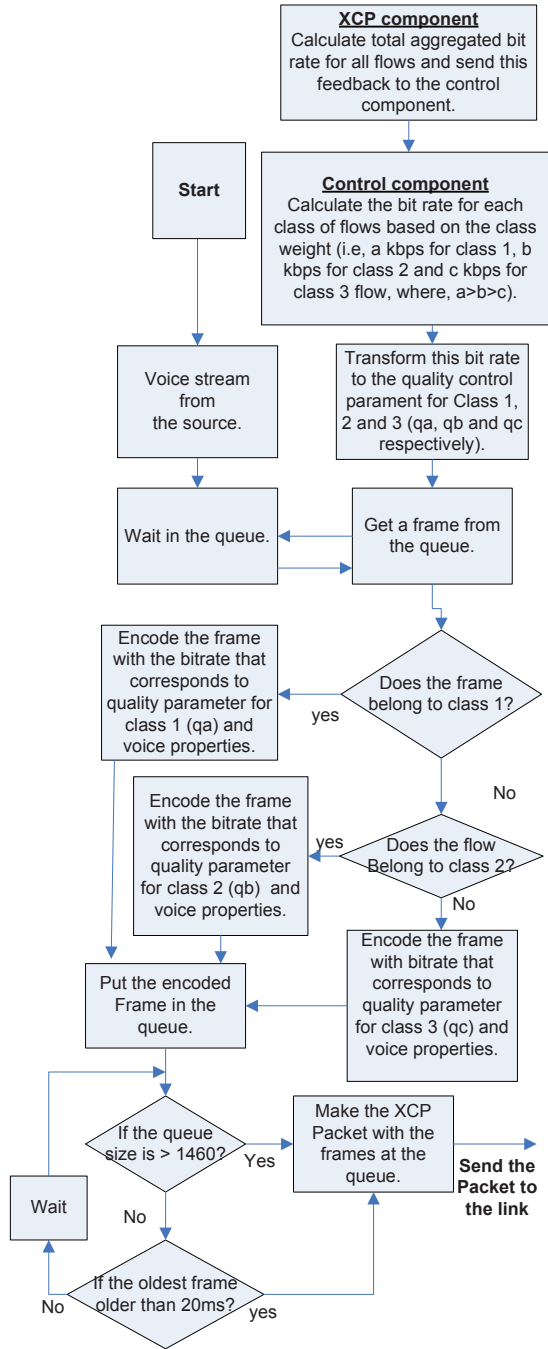 XCP component
Calculate total aggregated bit
rate for all flows and send this
feedback to the control
component.
Start
Control component
Calculate the bit rate for each
class of flows based on the class
weight (i.e, a kbps for class 1, b
kbps for class 2 and c kbps for
class 3 flow, where, a>b>c).
Voice stream
from
the source.
Transform this bit rate
to the quality control
parament for Class 1,
2 and 3 (qa, qb and qc
respectively).
Wait in the queue.
Get a frame from
the queue.
Encode the frame
with the bitrate that
corresponds to
quality parameter for
class 1 (qa) and
voice properties.
yes
Does the frame
belong to class 1?
No
Encode the frame
with the bitrate that
corresponds to
quality parameter
for class 2 (qb) and
voice properties.
yes
Does the flow
Belong to class 2?
No
Encode the frame
with bitrate that
corresponds to
quality parameter
for class 3 (qc) and
voice properties.
Put the encoded
Frame in the
queue.
If the queue
size is > 1460?
Yes
Make the XCP
Packet with the
frames at the
queue.
Send the
Packet to
the link
Wait
No
If the oldest frame
older than 20ms?
No
yes